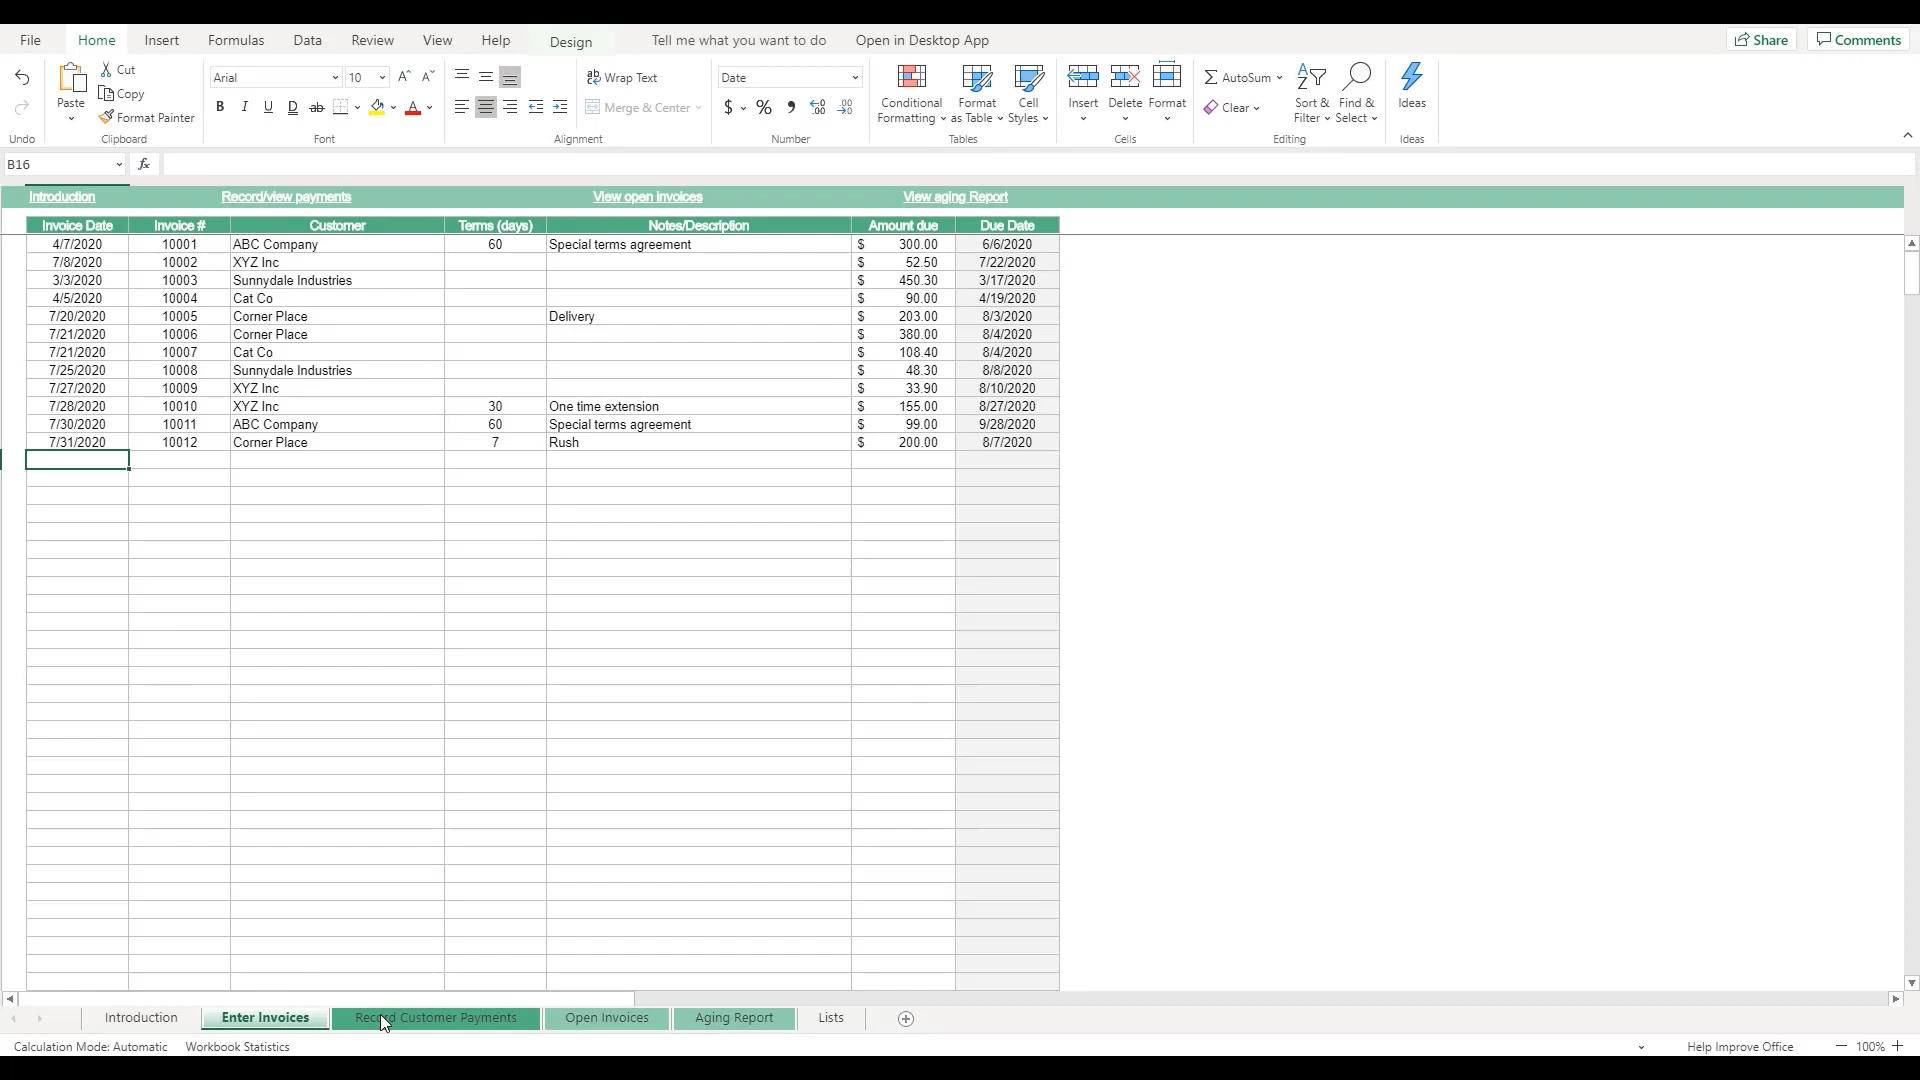 File Home Insert Formulas Data Review View Help Design Tell me what you want to do Open in Desktop App Share Comments
Paste Cut Copy Format Painter
Arial 10
B I U D ab A
Wrap Text
Merge & Center
Date
$ % 9
Conditional Formatting
Format as Table
Cell Styles
Insert Delete Format
AutoSum
Clear
Sort & Filter
Find & Select
Ideas
Undo Clipboard Font Alignment Number Tables Cells Editing Ideas
B16 fx
Introduction Record/view payments View open invoices View aging Report
Invoice Date Invoice # Customer Terms (days) Notes/Description Amount due Due Date
4/7/2020 10001 ABC Company 60 Special terms agreement $ 300.00 6/6/2020
7/8/2020 10002 XYZ Inc $ 52.50 7/22/2020
3/3/2020 10003 Sunnydale Industries $ 450.30 3/17/2020
4/5/2020 10004 Cat Co $ 90.00 4/19/2020
7/20/2020 10005 Corner Place Delivery $ 203.00 8/3/2020
7/21/2020 10006 Corner Place $ 380.00 8/4/2020
7/21/2020 10007 Cat Co $ 108.40 8/4/2020
7/25/2020 10008 Sunnydale Industries $ 48.30 8/8/2020
7/27/2020 10009 XYZ Inc $ 33.90 8/10/2020
7/28/2020 10010 XYZ Inc 30 One time extension $ 155.00 8/27/2020
7/30/2020 10011 ABC Company 60 Special terms agreement $ 99.00 9/28/2020
7/31/2020 10012 Corner Place 7 Rush $ 200.00 8/7/2020
Introduction Enter Invoices Record Customer Payments Open Invoices Aging Report Lists
Calculation Mode: Automatic Workbook Statistics Help Improve Office 100%